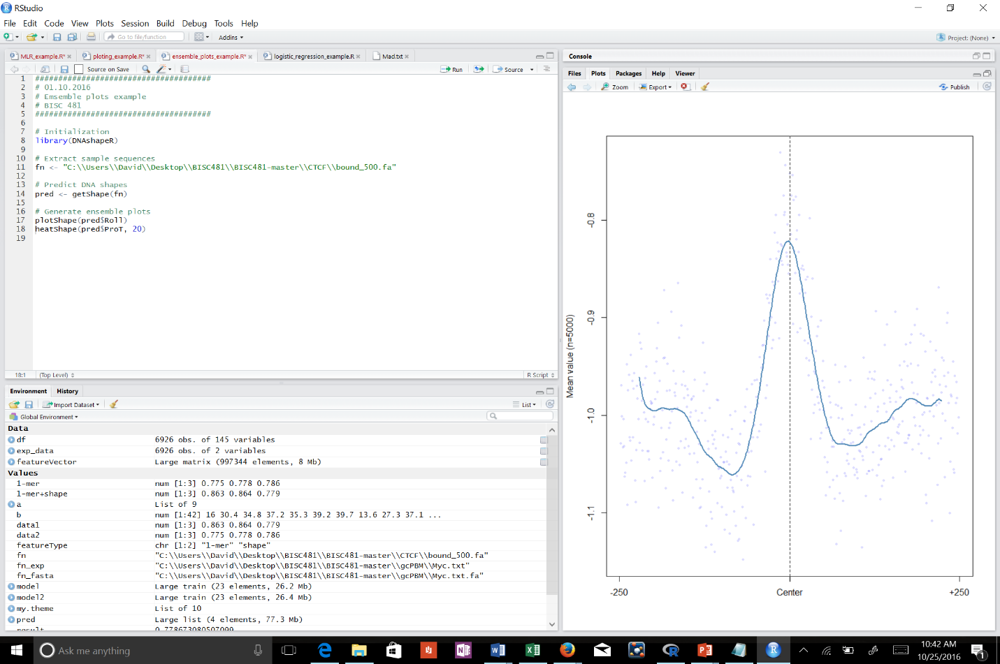 RStudio
File Edit Code View Plots Session Build Debug Tools Help
Go to file/function Addins Project: (None)
MLR_example.R* ploting_example.R* ensemble_plots_example.R* logistic_regression_example.R Mad.txt
Source on Save Run Source
1 ######################################
2 # 01.10.2016
3 # Emsemble plots example
4 # BISC 481
5 ######################################
6
7 # Initialization
8 library(DNAshapeR)
9
10 # Extract sample sequences
11 fn <- "C:\\Users\\David\\Desktop\\BISC481\\BISC481-master\\CTCF\\bound_500.fa"
12
13 # Predict DNA shapes
14 pred <- getShape(fn)
15
16 # Generate ensemble plots
17 plotShape(pred$Roll)
18 heatShape(pred$ProT, 20)
19
18:1 (Top Level) R Script
Environment History
Import Dataset List
Global Environment
Data
df 6926 obs. of 145 variables
exp_data 6926 obs. of 2 variables
featureVector Large matrix (997344 elements, 8 Mb)
Values
1-mer num [1:3] 0.775 0.778 0.786
1-mer+shape num [1:3] 0.863 0.864 0.779
a List of 9
b num [1:42] 16 30.4 34.8 37.2 35.3 39.2 39.7 13.6 27.3 37.1 ...
data1 num [1:3] 0.863 0.864 0.779
data2 num [1:3] 0.775 0.778 0.786
featureType chr [1:2] "1-mer" "shape"
fn "C:\\Users\\David\\Desktop\\BISC481\\BISC481-master\\CTCF\\bound_500.fa"
fn_exp "C:\\Users\\David\\Desktop\\BISC481\\BISC481-master\\gcPBM\\Myc.txt"
fn_fasta "C:\\Users\\David\\Desktop\\BISC481\\BISC481-master\\gcPBM\\Myc.txt.fa"
model Large train (23 elements, 26.2 Mb)
model2 Large train (23 elements, 26.4 Mb)
my.theme List of 10
pred Large list (4 elements, 77.3 Mb)
result 0.778673080507099
Console
Files Plots Packages Help Viewer
Zoom Export Publish
Mean value (n=5000)
-0.8
-0.9
-1.0
-1.1
-250 Center +250
Ask me anything
10:42 AM
10/25/2016
1